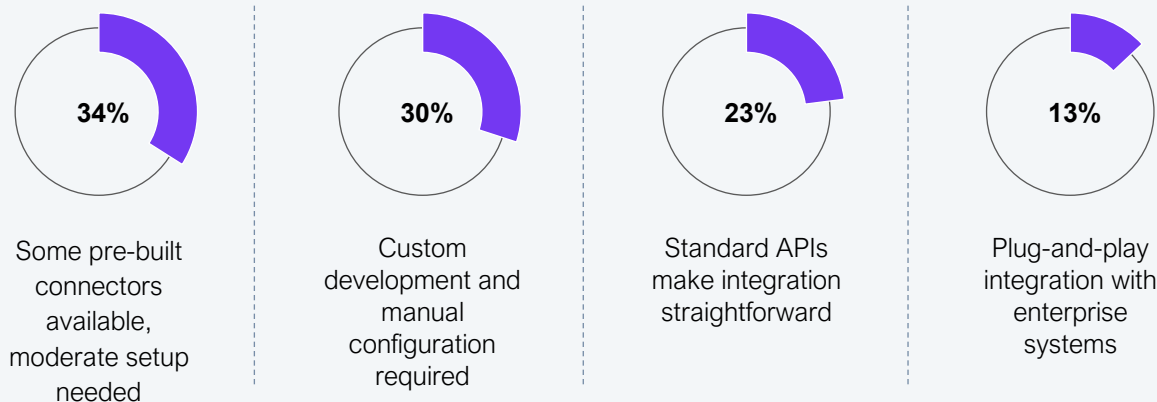 34%
Some pre-built
connectors
available,
moderate setup
needed
30%
Custom
development and
manual
configuration
required
23%
Standard APIs
make integration
straightforward
13%
Plug-and-play
integration with
enterprise
systems